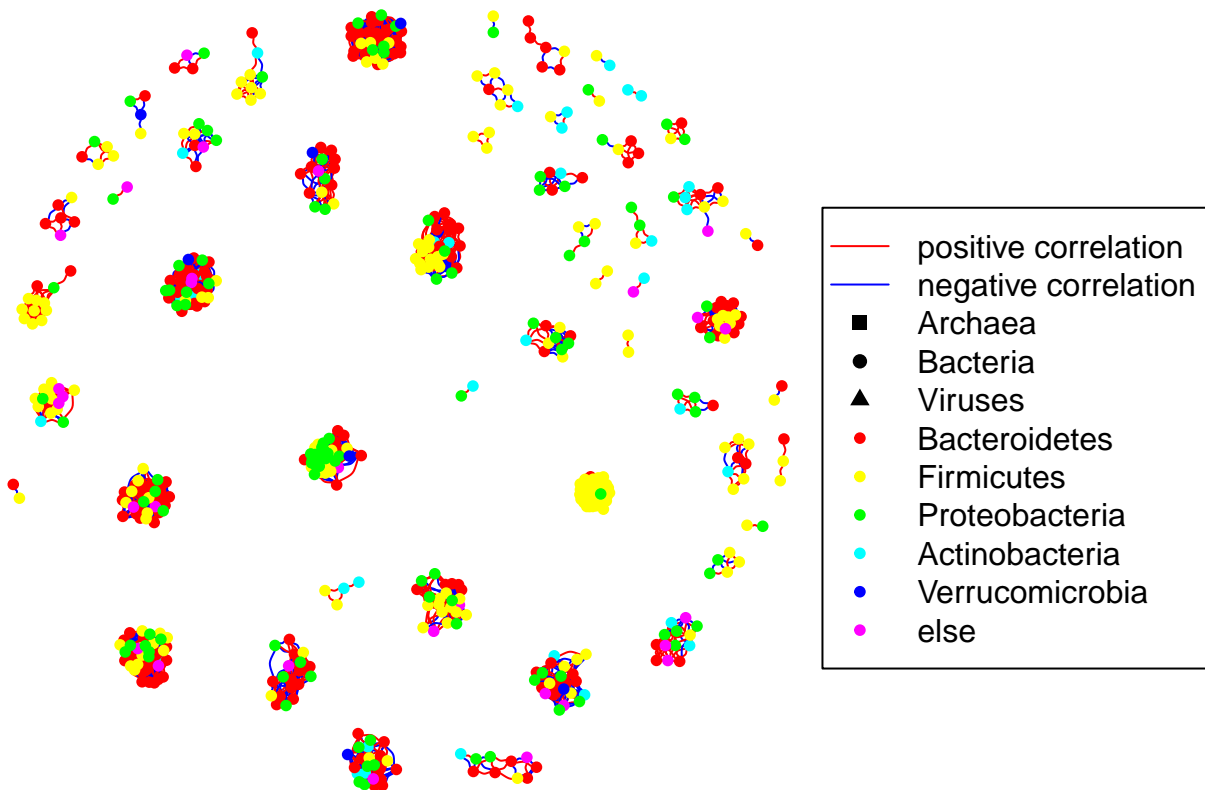 positive correlation
negative correlation
Archaea
Bacteria
Viruses
Bacteroidetes
Firmicutes
Proteobacteria
Actinobacteria
Verrucomicrobia
else